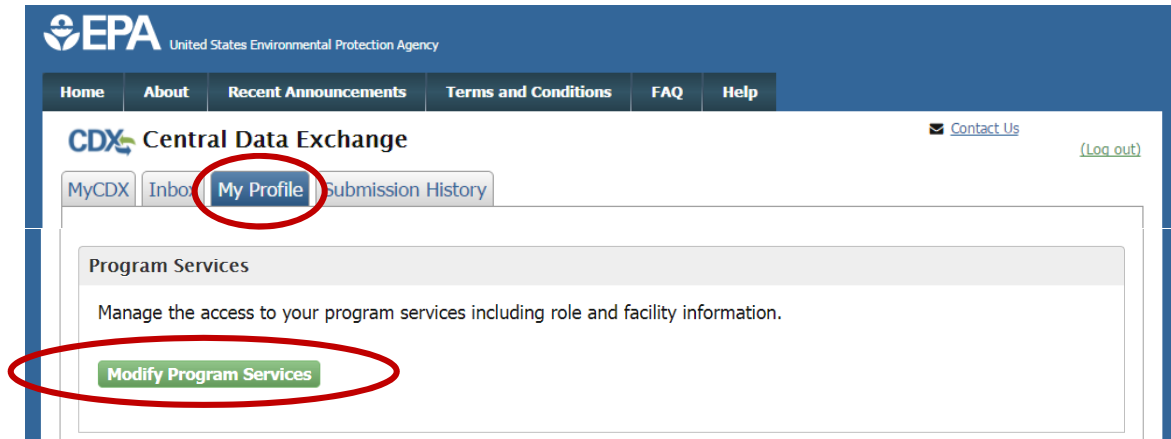 EPA United States Environmental Protection Agency
Home About Recent Announcements Terms and Conditions FAQ Help
CDX Central Data Exchange
Contact Us
(Log out)
MyCDX Inbox My Profile Submission History
Program Services
Manage the access to your program services including role and facility information.
Modify Program Services